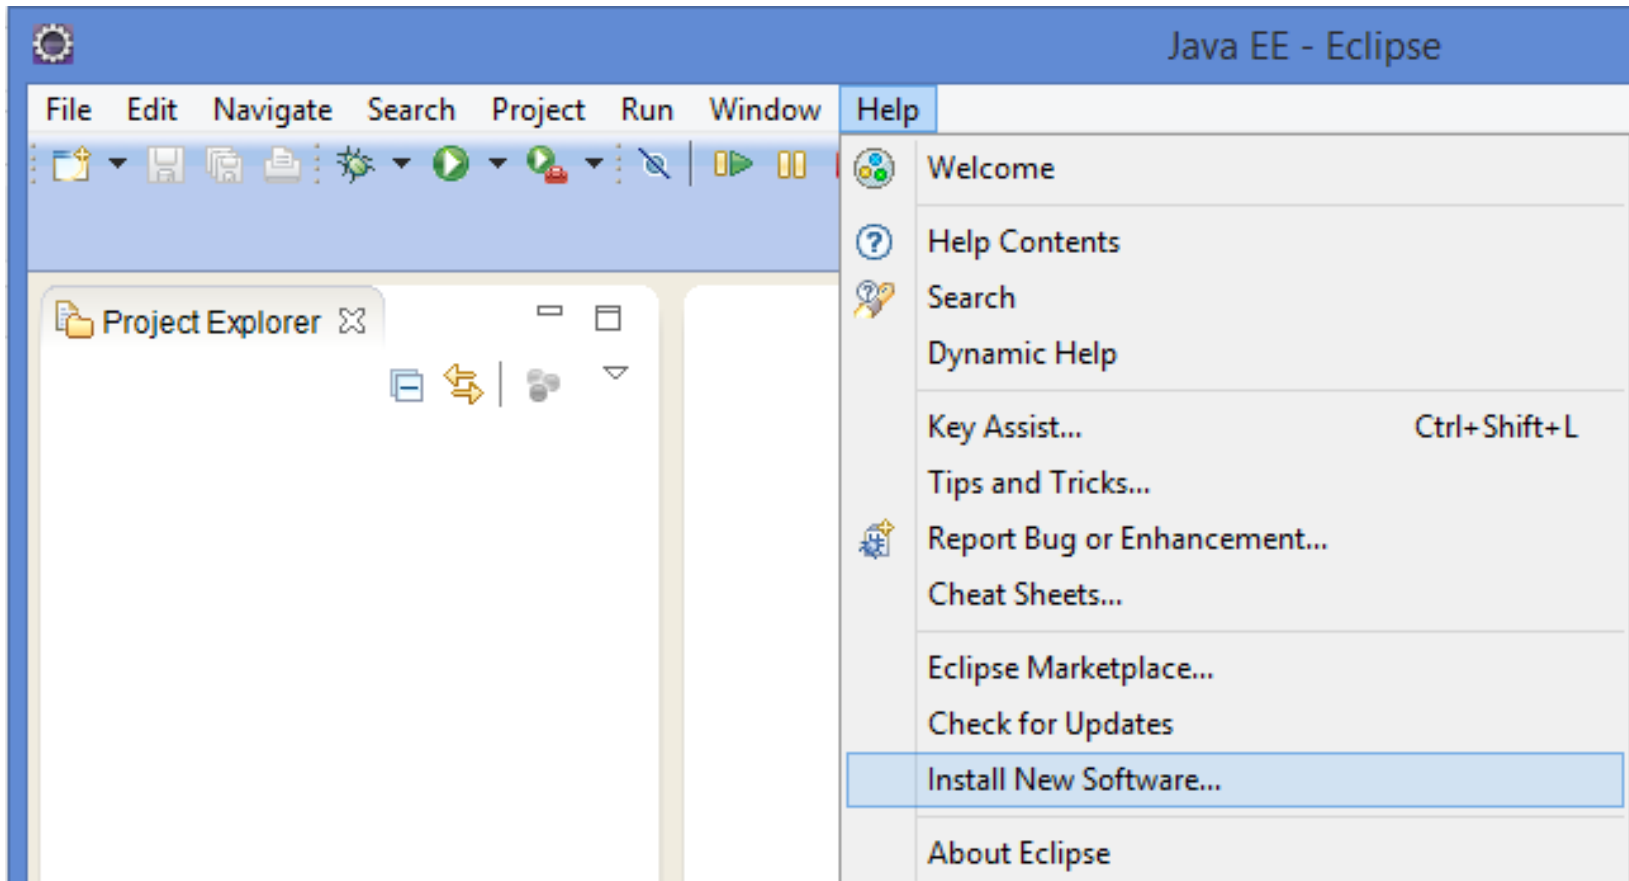 Java EE - Eclipse
File Edit Navigate Search Project Run Window Help
Welcome
Help Contents
Search
Dynamic Help
Key Assist... Ctrl+Shift+L
Tips and Tricks...
Report Bug or Enhancement...
Cheat Sheets...
Eclipse Marketplace...
Check for Updates
Install New Software...
About Eclipse
Project Explorer